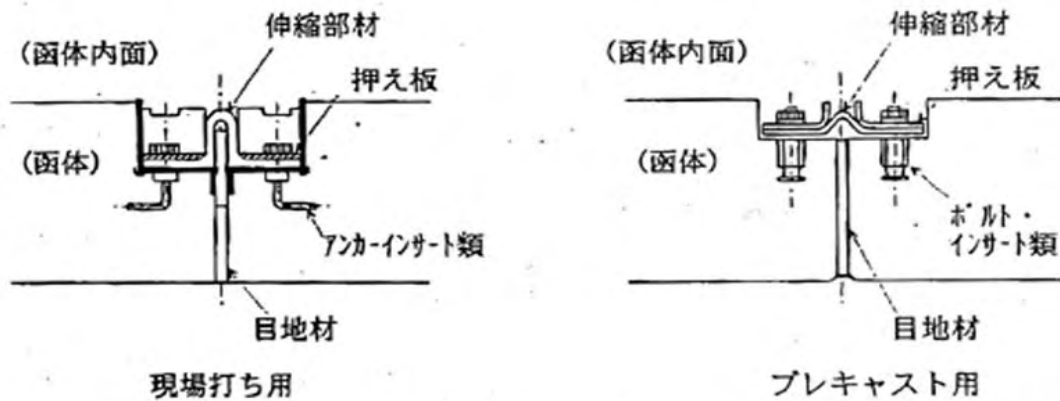 伸縮部材
(函体内面)
押え板
(函体)
アンカーインサート類
目地材
現場打ち用
伸縮部材
(函体内面)
押え板
(函体)
ボルト・
インサート類
目地材
プレキャスト用